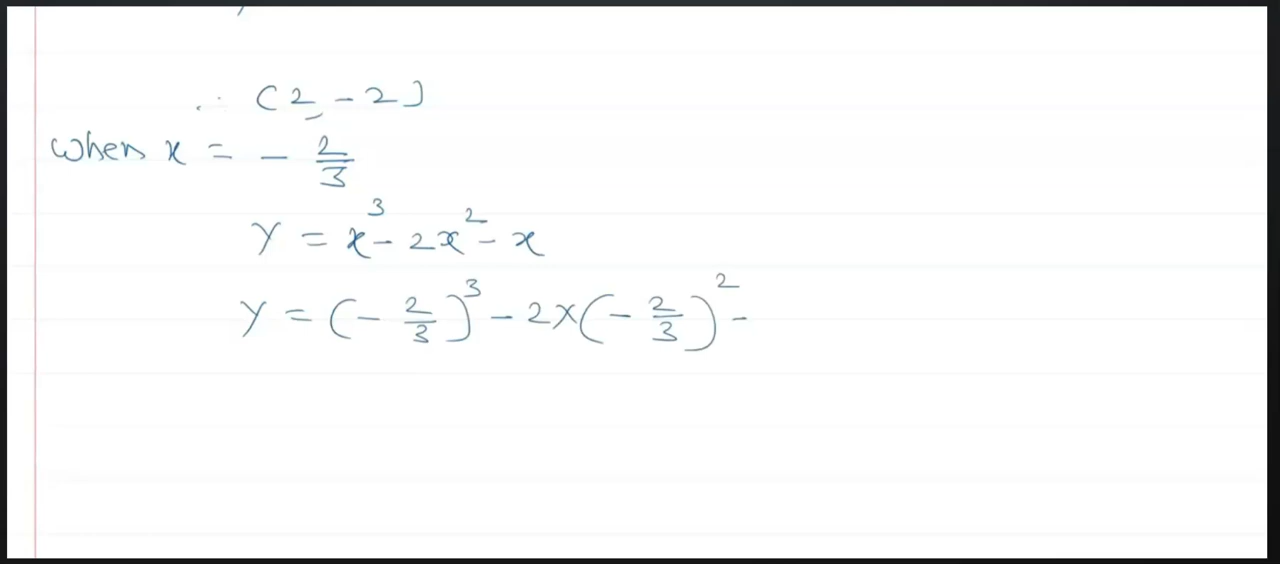 ∴ (2, -2)
when x = - 2/3
y = x³ - 2x² - x
y = (- 2/3)³ - 2×(- 2/3)² -